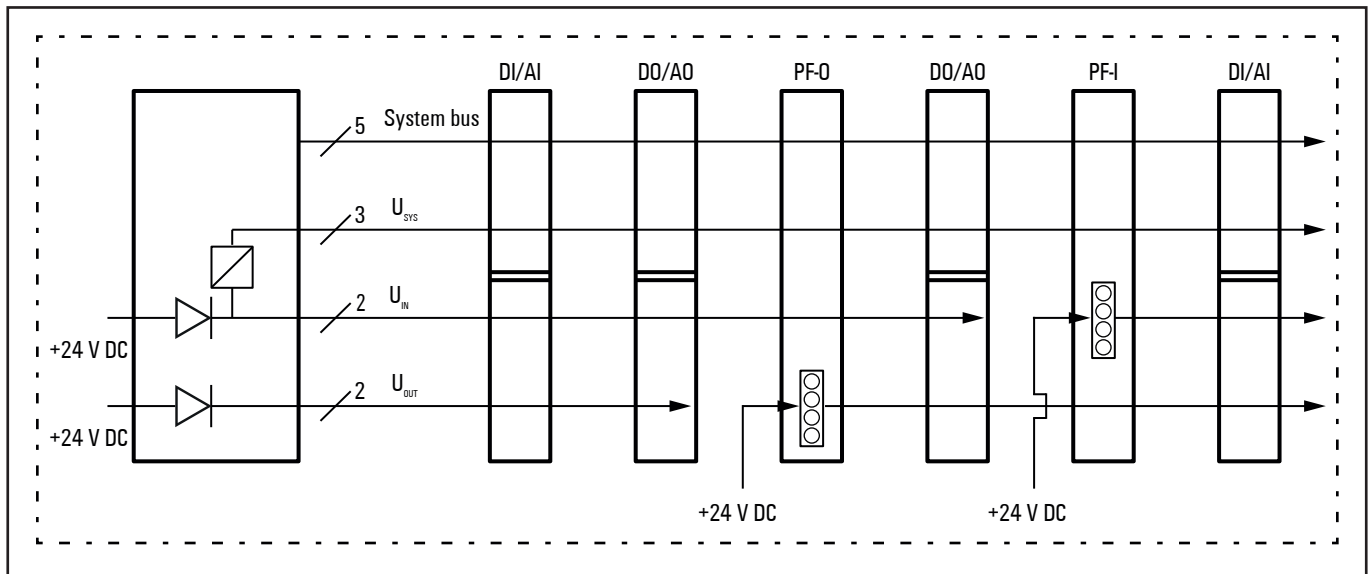 DI/AI
DO/AO
PF-O
DO/AO
PF-I
DI/AI
5 System bus
3 U_SYS
2 U_IN
+24 V DC
2 U_OUT
+24 V DC
+24 V DC
+24 V DC